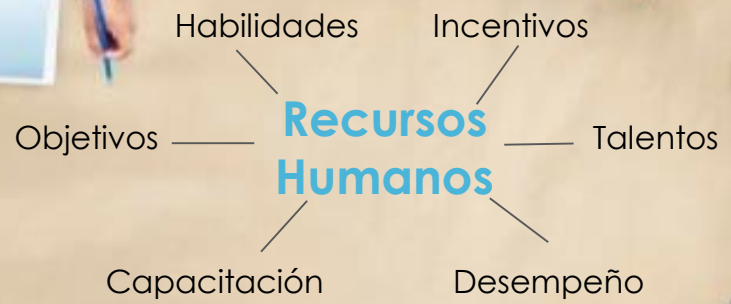 Habilidades Incentivos
Recursos
Objetivos Talentos
Humanos
Capacitación Desempeño